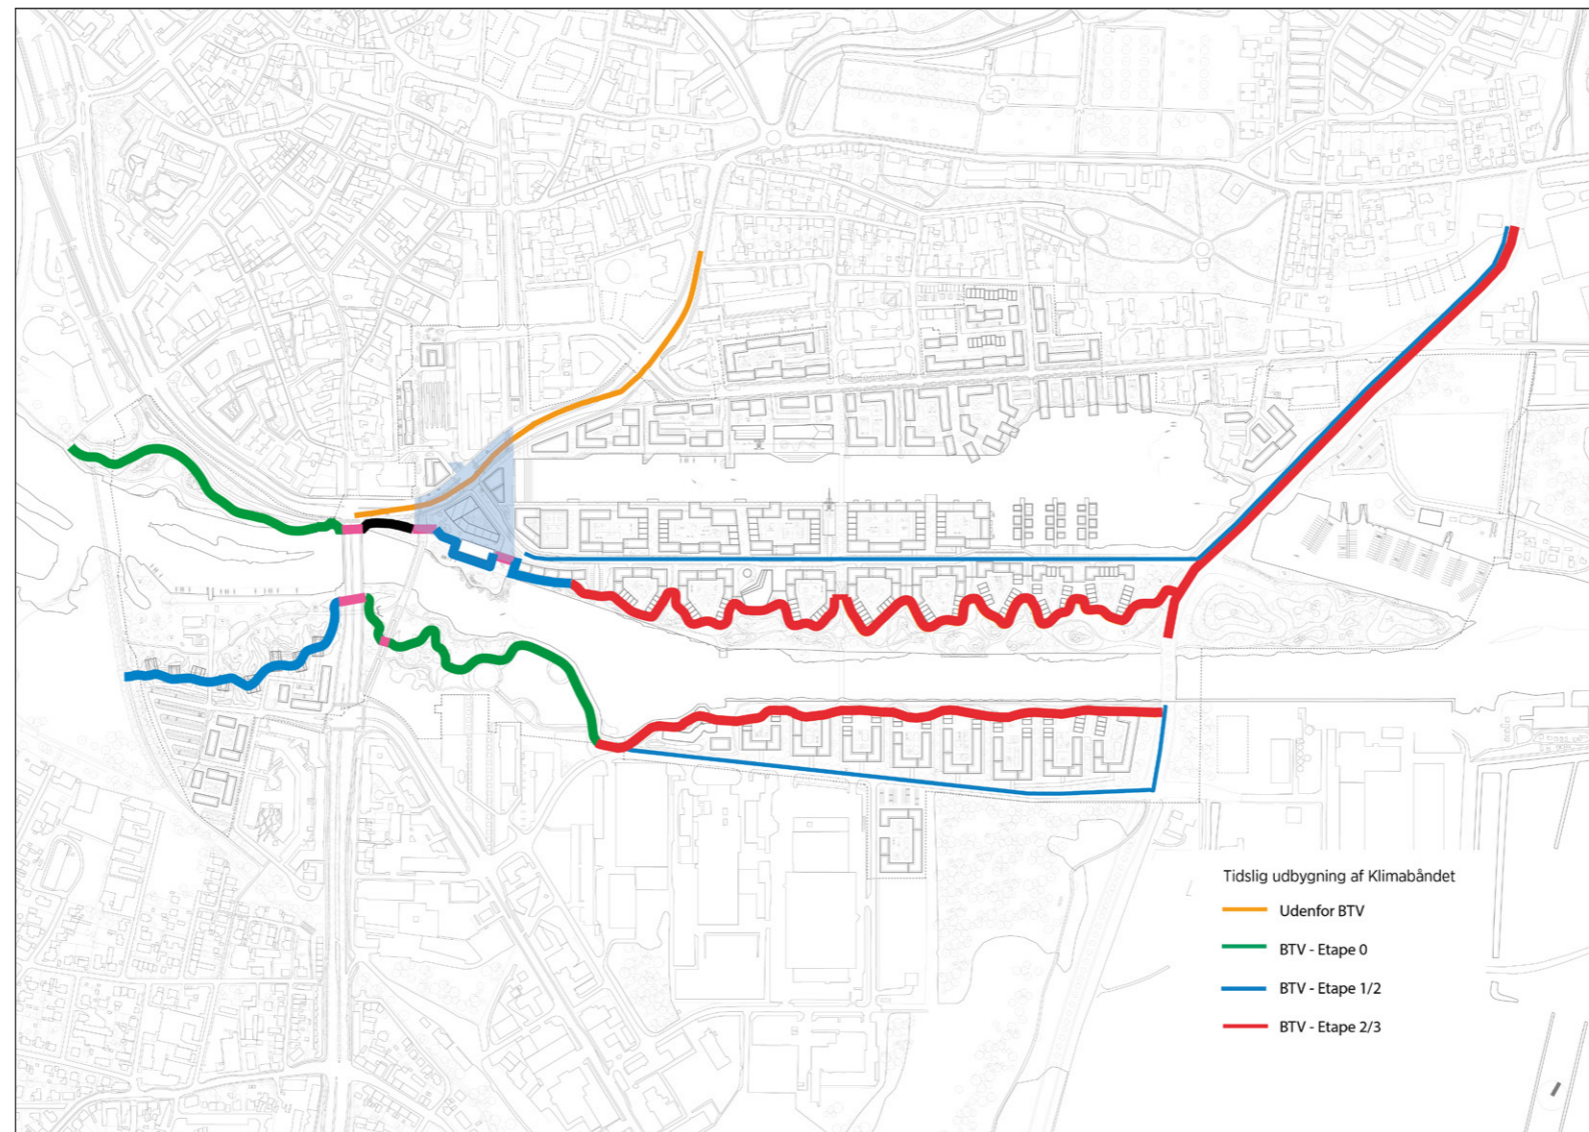 Tidslig udbygning af Klimabåndet
Udenfor BTV
BTV - Etape 0
BTV - Etape 1/2
BTV - Etape 2/3